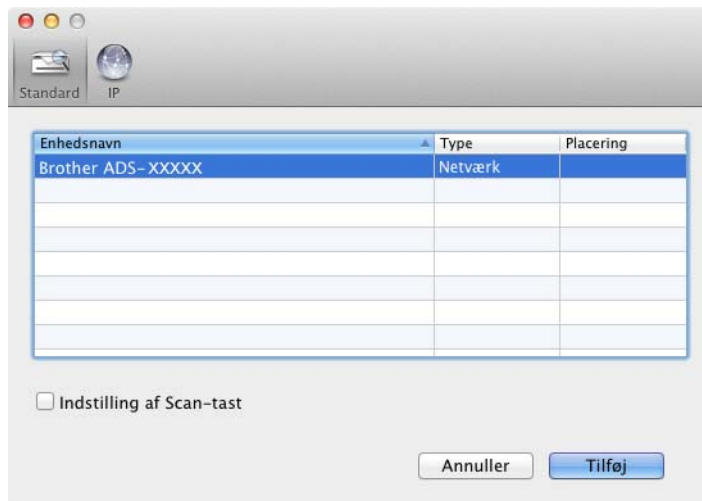 Standard IP
Enhedsnavn Type Placering
Brother ADS-XXXXX Netværk
Indstilling af Scan-tast
Annuller Tilføj